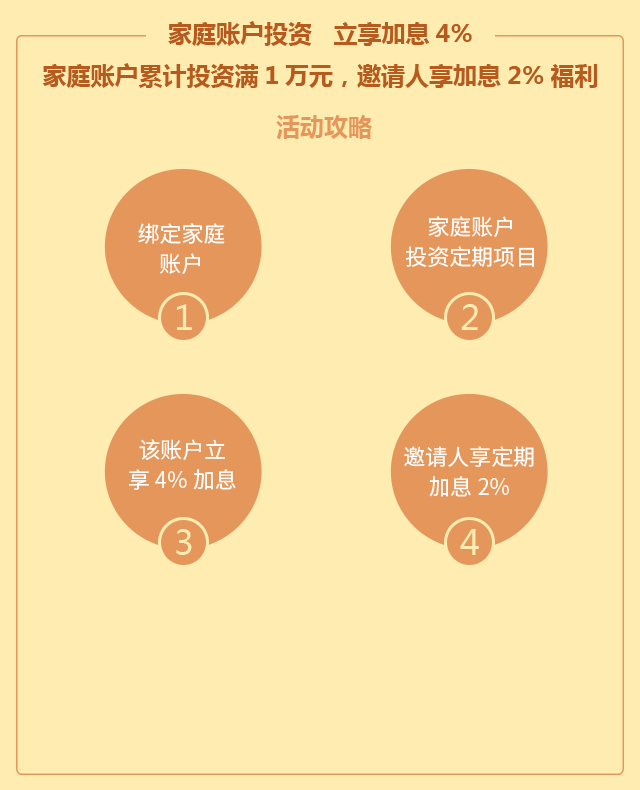 家庭账户投资 立享加息 4%
家庭账户累计投资满 1 万元，邀请人享加息 2% 福利
活动攻略
绑定家庭
账户
1
家庭账户
投资定期项目
2
该账户立
享 4% 加息
3
邀请人享定期
加息 2%
4